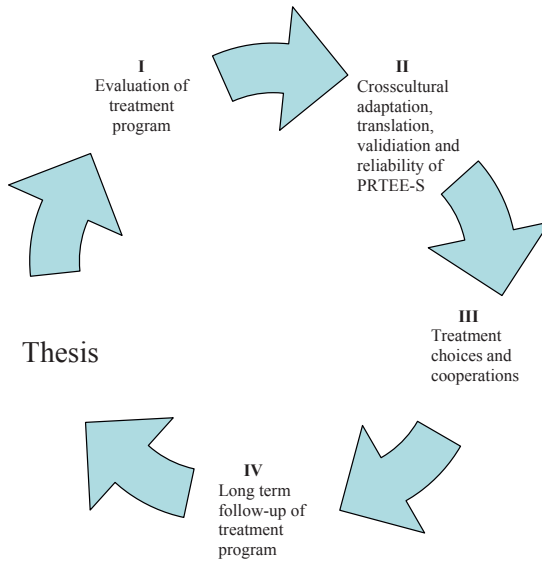 I
Evaluation of
treatment
program
II
Crosscultural
adaptation,
translation,
validiation and
reliability of
PRTEE-S
III
Treatment
choices and
cooperations
IV
Long term
follow-up of
treatment
program
Thesis